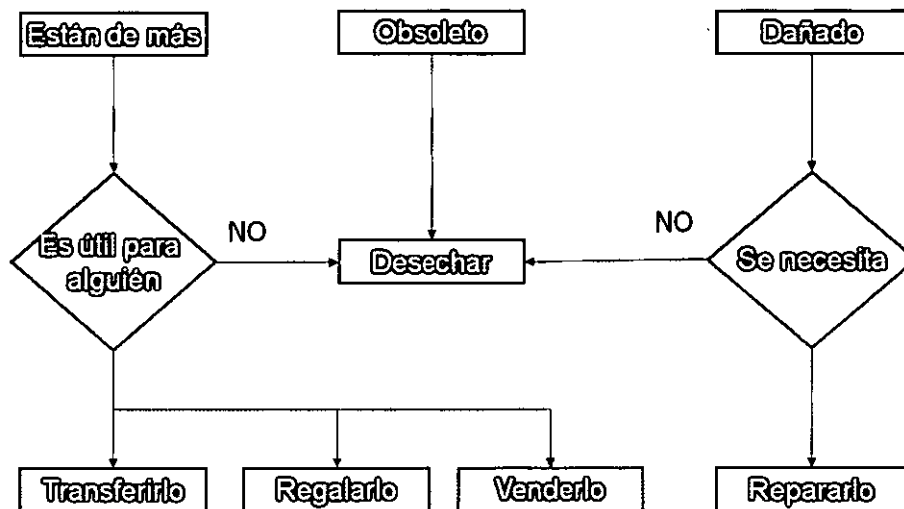 Están de más
Obsoleto
Dañado
Es útil para
alguién
NO
Desechar
NO
Se necesita
Transferirlo
Regalarlo
Venderlo
Repararlo